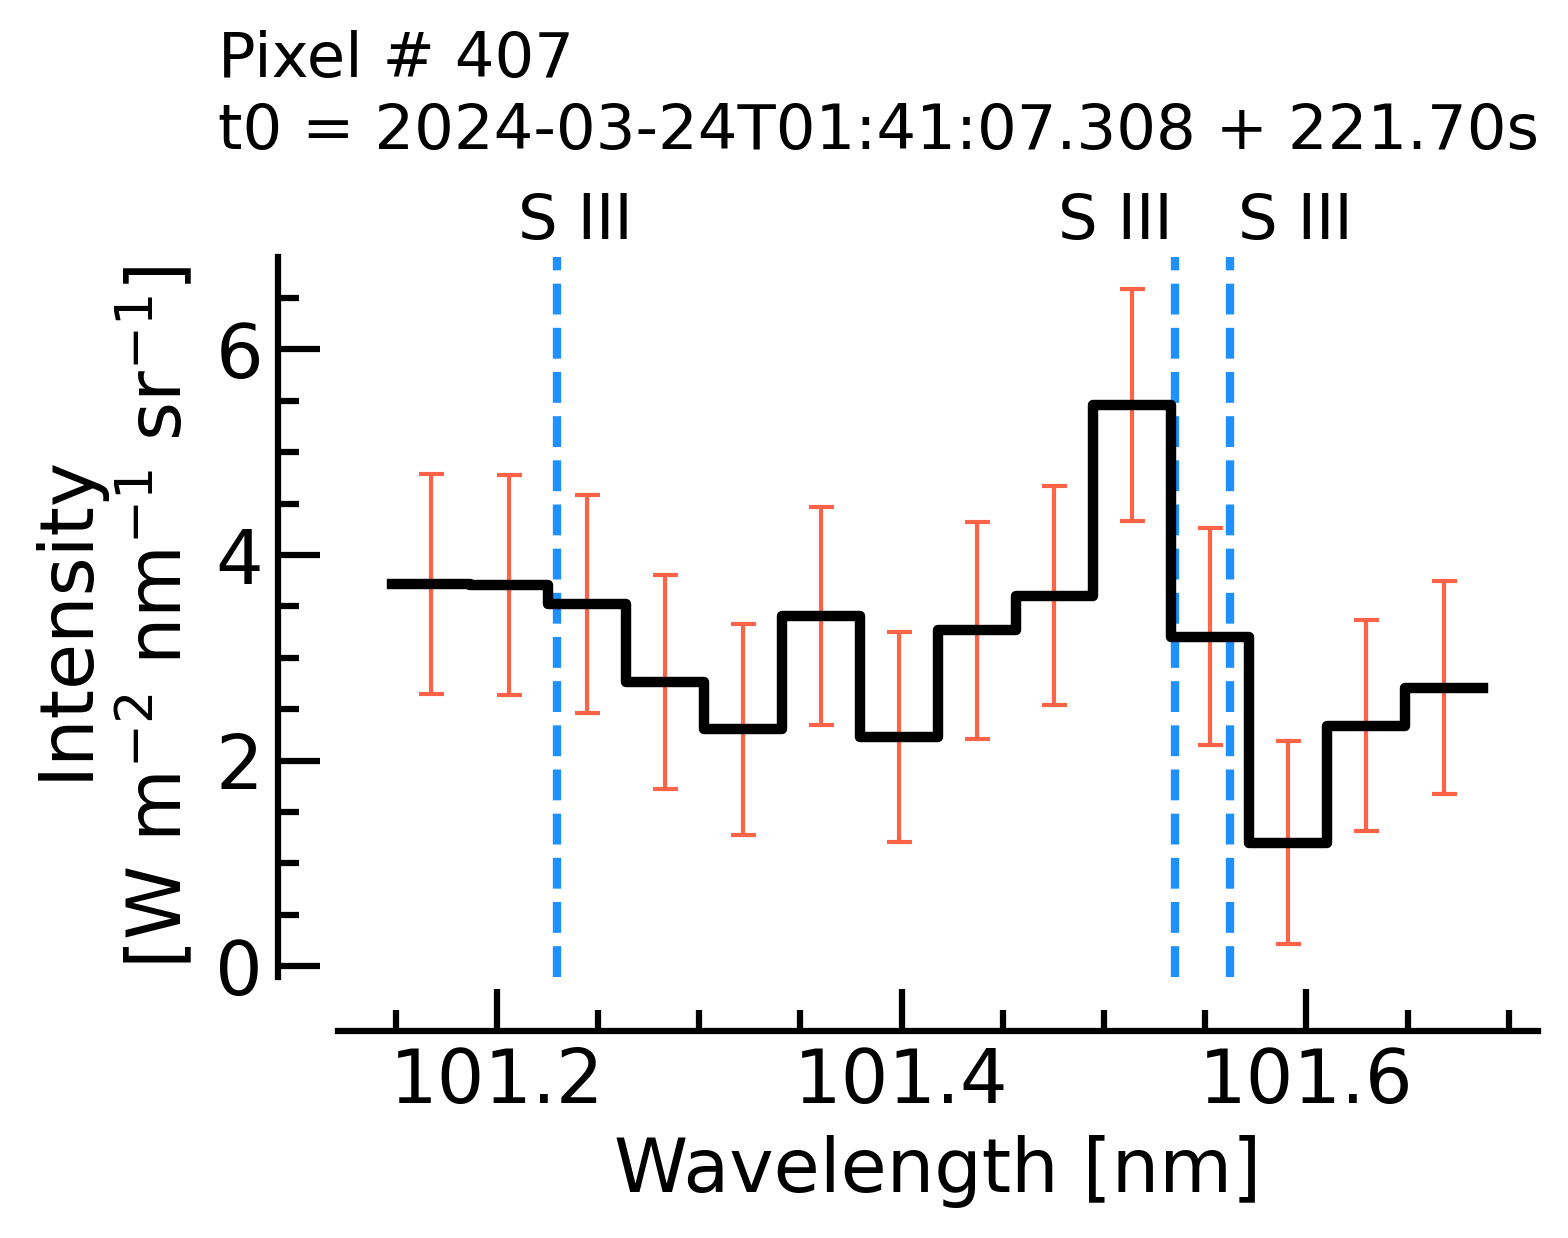 Pixel # 407
t0 = 2024-03-24T01:41:07.308 + 221.70s
S III S III S III
Intensity
[W m⁻² nm⁻¹ sr⁻¹]
6
4
2
0
101.2 101.4 101.6
Wavelength [nm]